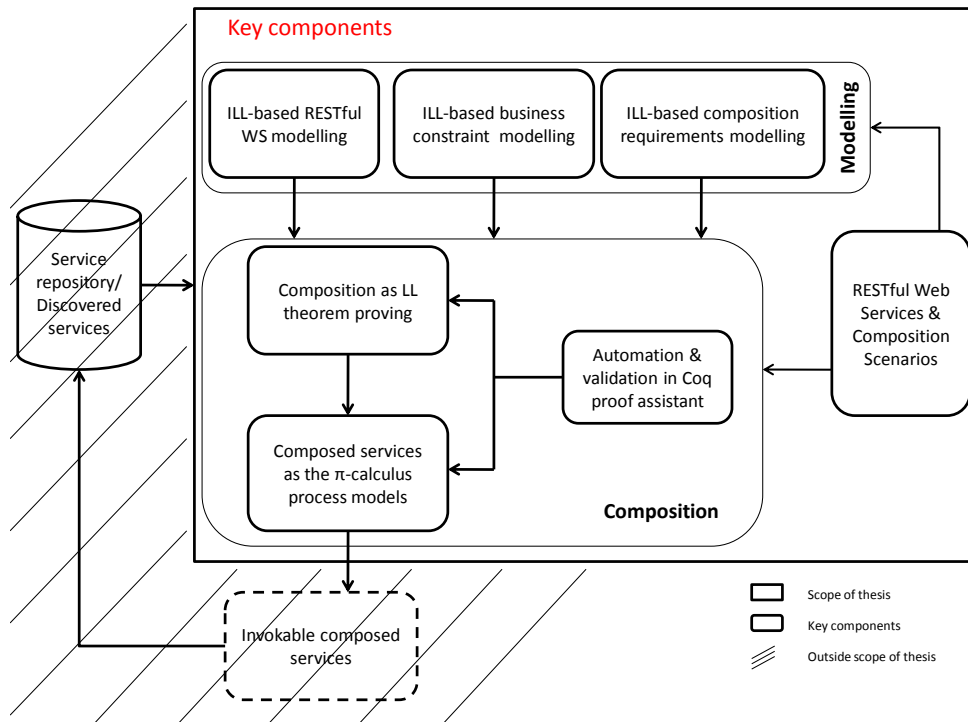 Key components
ILL-based RESTful
WS modelling
ILL-based business
constraint modelling
ILL-based composition
requirements modelling
Modelling
Service
repository/
Discovered
services
Composition as LL
theorem proving
Automation &
validation in Coq
proof assistant
RESTful Web
Services &
Composition
Scenarios
Composed services
as the π-calculus
process models
Composition
Invokable composed
services
Scope of thesis
Key components
Outside scope of thesis